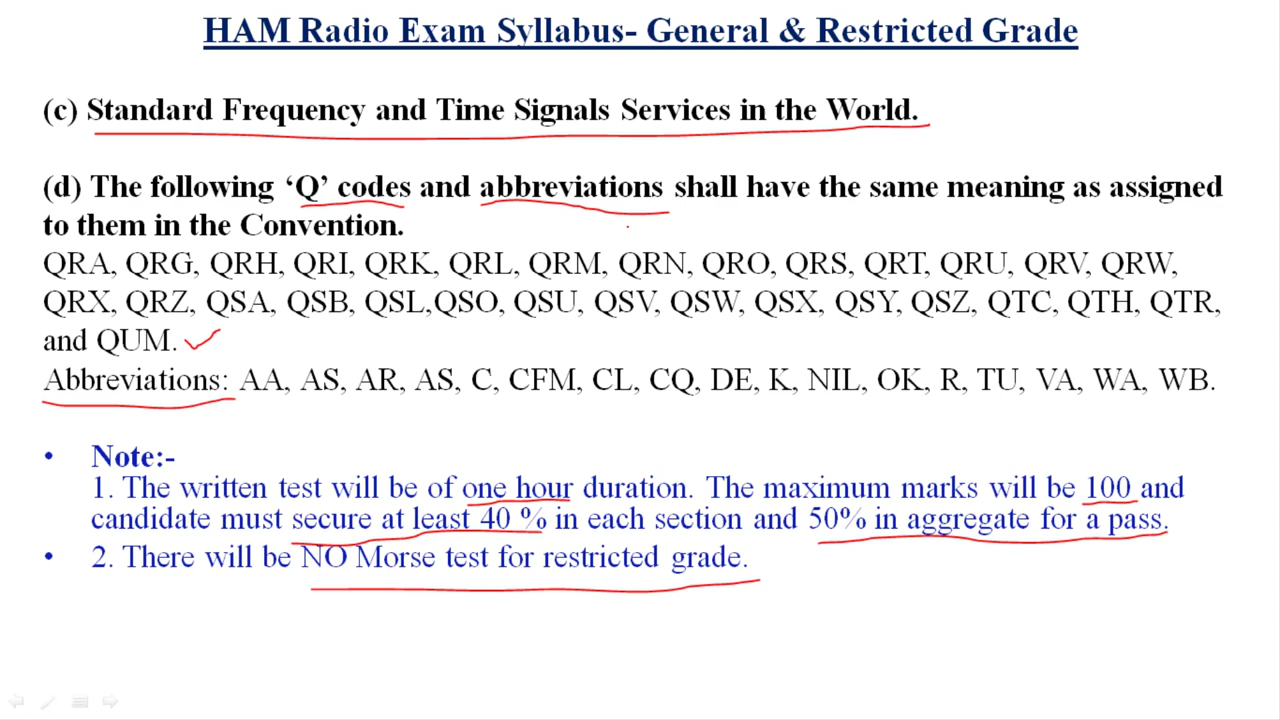 HAM Radio Exam Syllabus- General & Restricted Grade
(c) Standard Frequency and Time Signals Services in the World.
(d) The following ‘Q’ codes and abbreviations shall have the same meaning as assigned
to them in the Convention.
QRA, QRG, QRH, QRI, QRK, QRL, QRM, QRN, QRO, QRS, QRT, QRU, QRV, QRW,
QRX, QRZ, QSA, QSB, QSL,QSO, QSU, QSV, QSW, QSX, QSY, QSZ, QTC, QTH, QTR,
and QUM.
Abbreviations: AA, AS, AR, AS, C, CFM, CL, CQ, DE, K, NIL, OK, R, TU, VA, WA, WB.
• Note:-
1. The written test will be of one hour duration. The maximum marks will be 100 and
candidate must secure at least 40 % in each section and 50% in aggregate for a pass.
• 2. There will be NO Morse test for restricted grade.